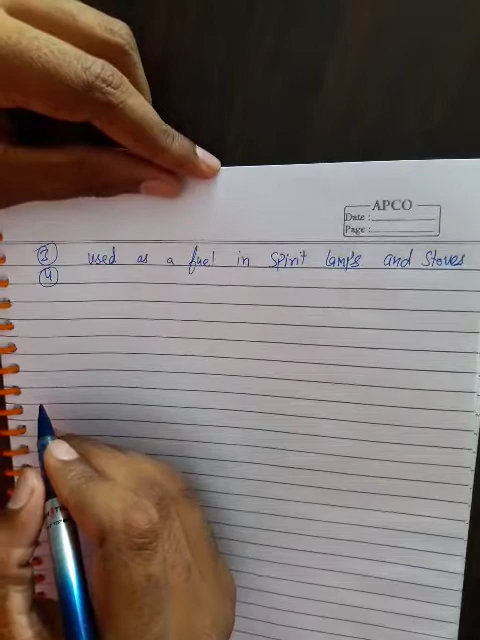 APCO
Date :
Page :
3 used as a fuel in Spirit lamps and Stoves
4